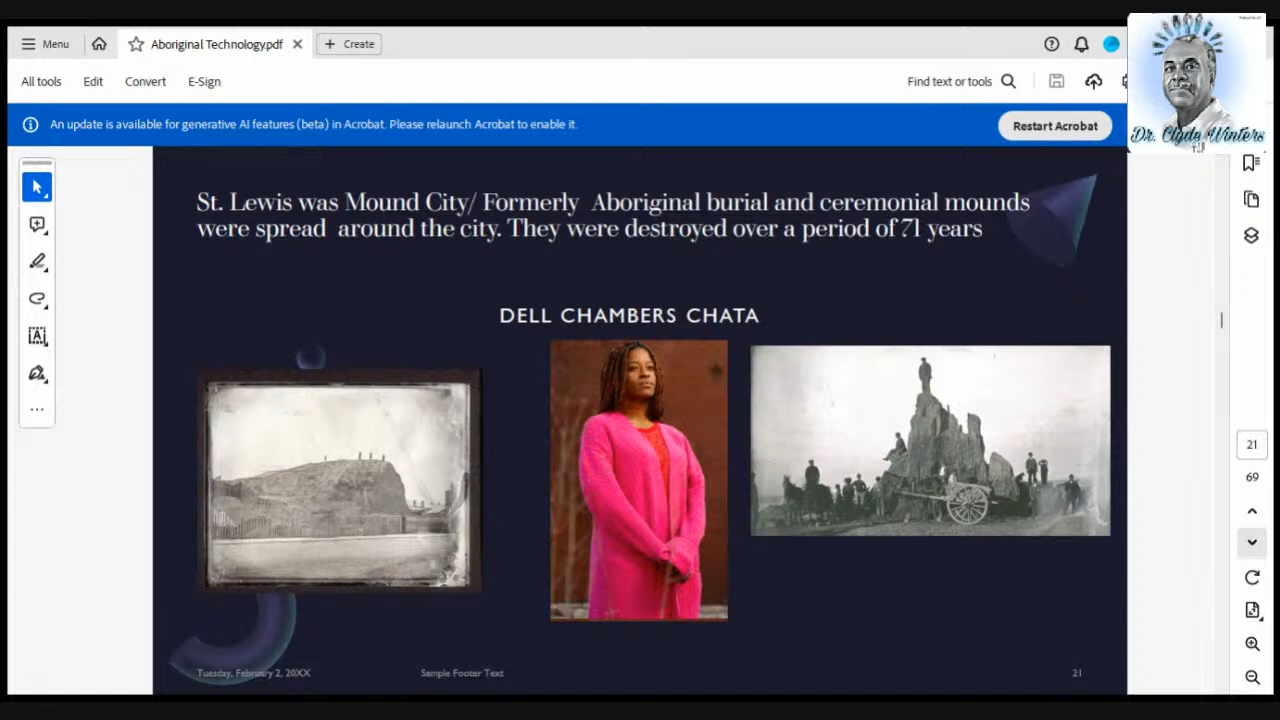 Menu
Aboriginal Technology.pdf
Create
All tools Edit Convert E-Sign
Find text or tools
An update is available for generative AI features (beta) in Acrobat. Please relaunch Acrobat to enable it.
Restart Acrobat
Dr. Clyde Winters
St. Lewis was Mound City/ Formerly Aboriginal burial and ceremonial mounds
were spread around the city. They were destroyed over a period of 71 years
DELL CHAMBERS CHATA
21
69
Tuesday, February 2, 20XX
Sample Footer Text
21